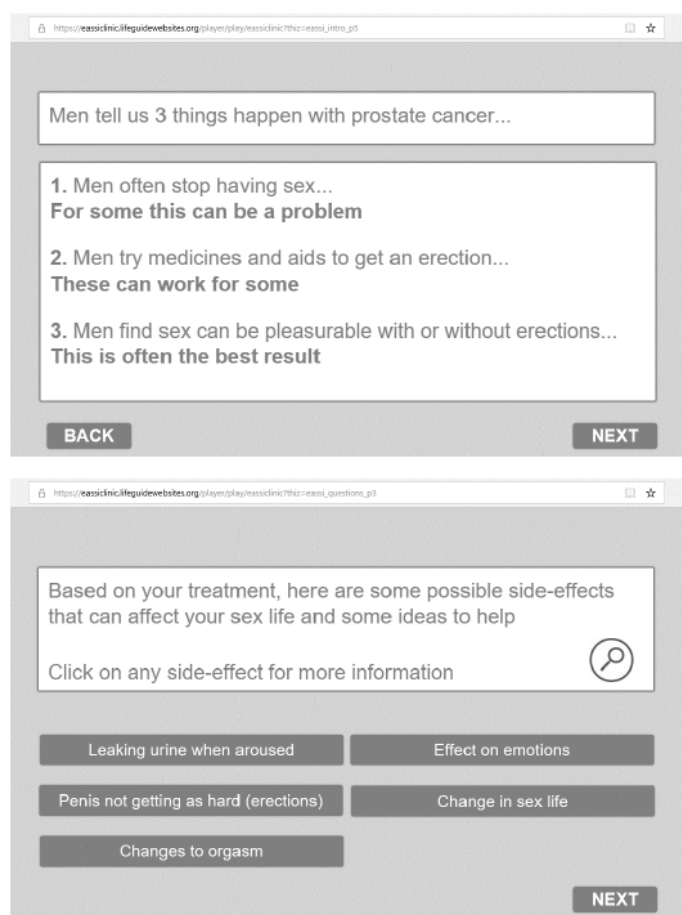 https://eassiclinic.lifeguidewebsites.org/player/play/eassiclinic?thiz=eassi_intro_p5
Men tell us 3 things happen with prostate cancer...
1. Men often stop having sex...
For some this can be a problem
2. Men try medicines and aids to get an erection...
These can work for some
3. Men find sex can be pleasurable with or without erections...
This is often the best result
BACK
NEXT
https://eassiclinic.lifeguidewebsites.org/player/play/eassiclinic?thiz=eassi_questions_p3
Based on your treatment, here are some possible side-effects
that can affect your sex life and some ideas to help
Click on any side-effect for more information
Leaking urine when aroused
Effect on emotions
Penis not getting as hard (erections)
Change in sex life
Changes to orgasm
NEXT